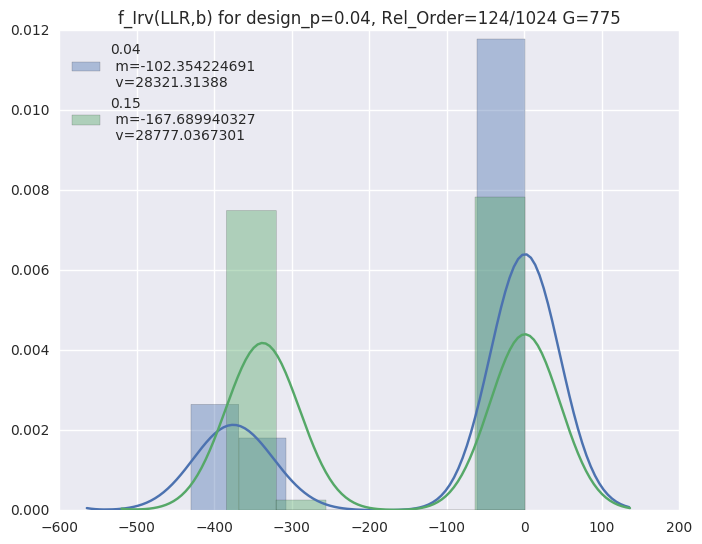 f_Irv(LLR,b) for design_p=0.04, Rel_Order=124/1024 G=775
0.04
m=-102.354224691
v=28321.31388
0.15
m=-167.689940327
v=28777.0367301
0.012
0.010
0.008
0.006
0.004
0.002
0.000
−600 −500 −400 −300 −200 −100 0 100 200